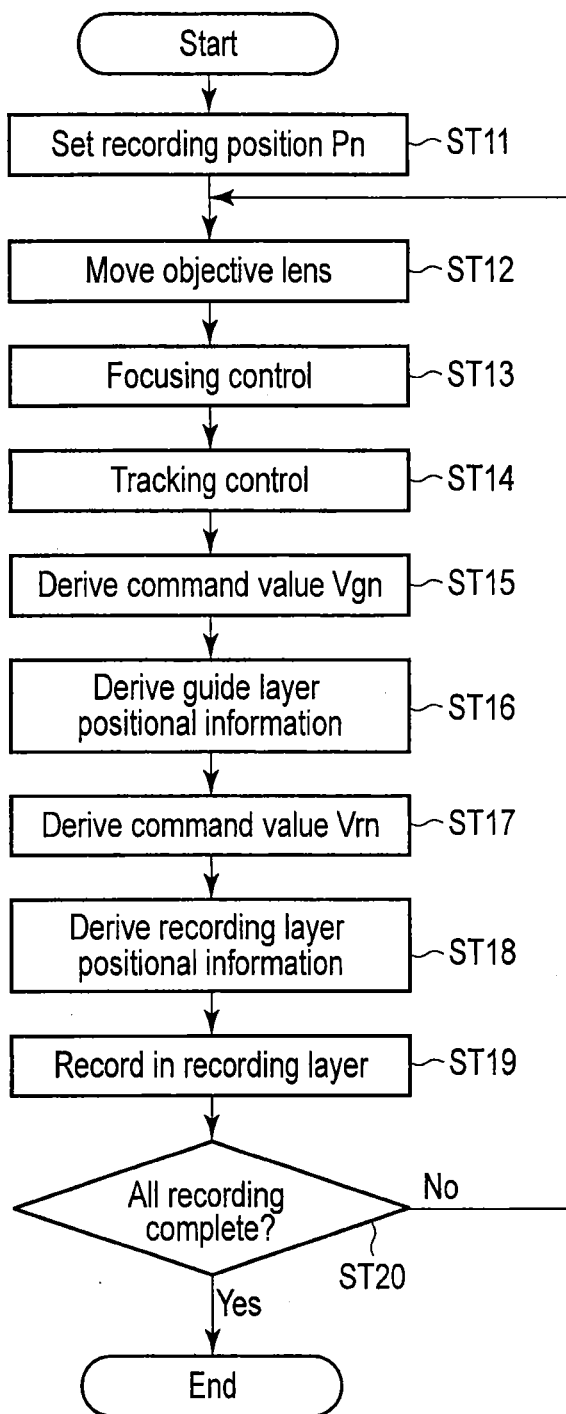 Start
Set recording position Pn
ST11
Move objective lens
ST12
Focusing control
ST13
Tracking control
ST14
Derive command value Vgn
ST15
Derive guide layer
positional information
ST16
Derive command value Vrn
ST17
Derive recording layer
positional information
ST18
Record in recording layer
ST19
All recording
complete?
No
ST20
Yes
End